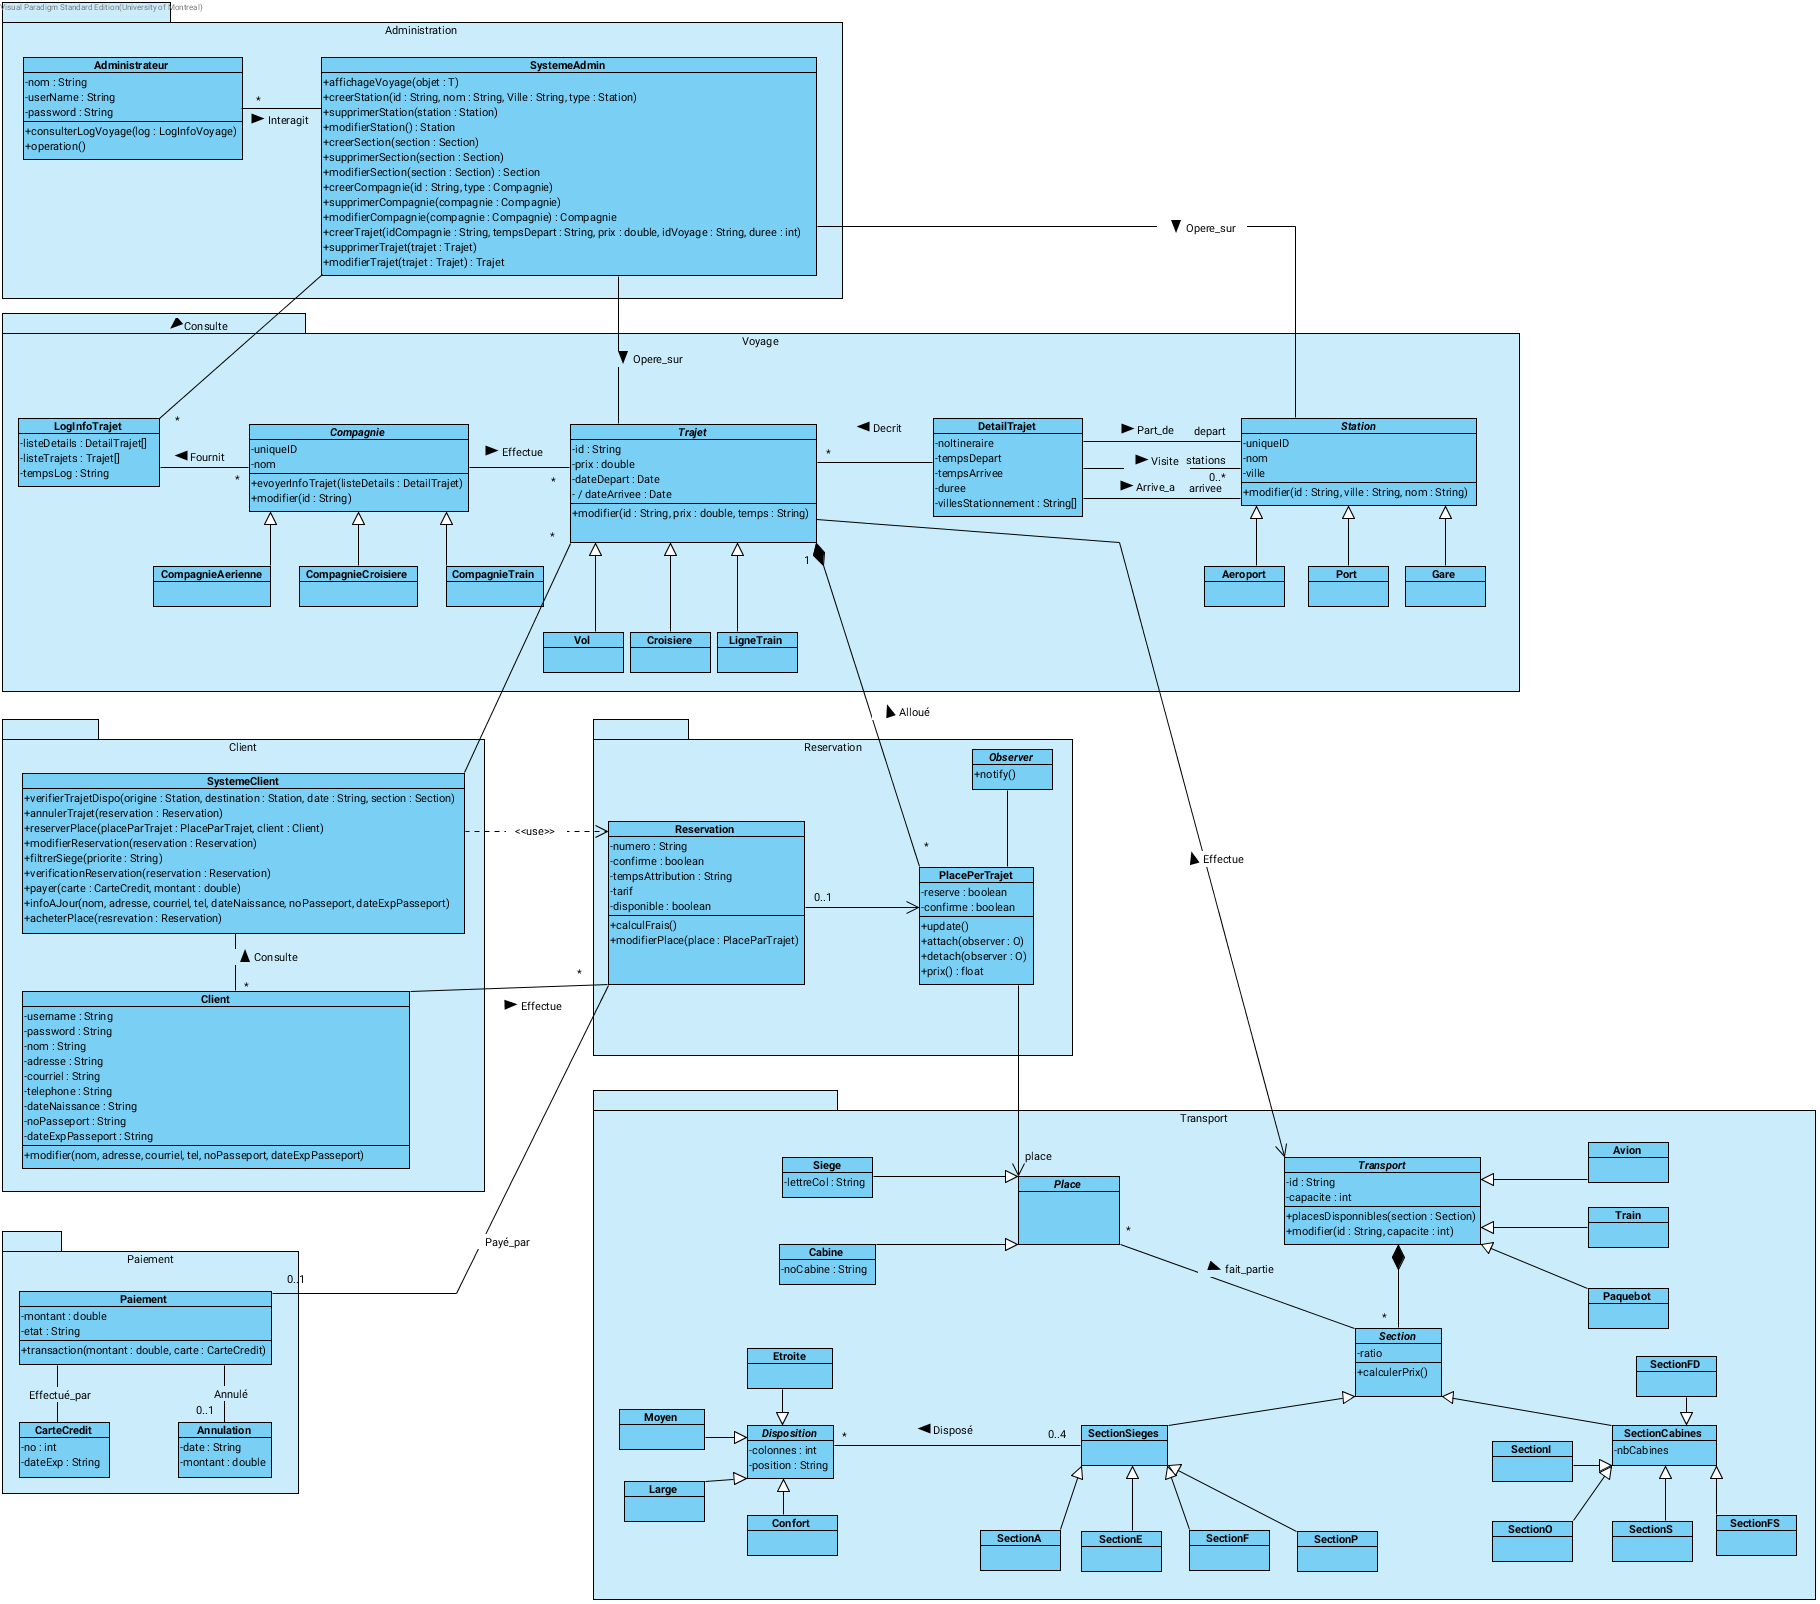 Visual Paradigm Standard Edition(University of Montreal)
Administration
Administrateur
-nom : String
-userName : String
-password : String
+consulterLogVoyage(log : LogInfoVoyage)
+operation()
*
Interagit
SystemeAdmin
+affichageVoyage(objet : T)
+creerStation(id : String, nom : String, Ville : String, type : Station)
+supprimerStation(station : Station)
+modifierStation() : Station
+creerSection(section : Section)
+supprimerSection(section : Section)
+modifierSection(section : Section) : Section
+creerCompagnie(id : String, type : Compagnie)
+supprimerCompagnie(compagnie : Compagnie)
+modifierCompagnie(compagnie : Compagnie) : Compagnie
+creerTrajet(idCompagnie : String, tempsDepart : String, prix : double, idVoyage : String, duree : int)
+supprimerTrajet(trajet : Trajet)
+modifierTrajet(trajet : Trajet) : Trajet
Opere_sur
Consulte
Voyage
Opere_sur
LogInfoTrajet
-listeDetails : DetailTrajet[]
-listeTrajets : Trajet[]
-tempsLog : String
*
Fournit
*
Compagnie
-uniqueID
-nom
+evoyerInfoTrajet(listeDetails : DetailTrajet)
+modifier(id : String)
Effectue
*
*
Trajet
-id : String
-prix : double
-dateDepart : Date
- / dateArrivee : Date
+modifier(id : String, prix : double, temps : String)
Decrit
*
1
DetailTrajet
-noItineraire
-tempsDepart
-tempsArrivee
-duree
-villesStationnement : String[]
Part_de
depart
Visite
stations
0..*
Arrive_a
arrivee
Station
-uniqueID
-nom
-ville
+modifier(id : String, ville : String, nom : String)
CompagnieAerienne
CompagnieCroisiere
CompagnieTrain
Aeroport
Port
Gare
Vol
Croisiere
LigneTrain
Alloué
Client
SystemeClient
+verifierTrajetDispo(origine : Station, destination : Station, date : String, section : Section)
+annulerTrajet(reservation : Reservation)
+reserverPlace(placeParTrajet : PlaceParTrajet, client : Client)
+modifierReservation(reservation : Reservation)
+filtrerSiege(priorite : String)
+verificationReservation(reservation : Reservation)
+payer(carte : CarteCredit, montant : double)
+infoAJour(nom, adresse, courriel, tel, dateNaissance, noPasseport, dateExpPasseport)
+acheterPlace(resrevation : Reservation)
<<use>>
Consulte
*
Client
-username : String
-password : String
-nom : String
-adresse : String
-courriel : String
-telephone : String
-dateNaissance : String
-noPasseport : String
-dateExpPasseport : String
+modifier(nom, adresse, courriel, tel, noPasseport, dateExpPasseport)
*
Effectue
Reservation
Observer
+notify()
Reservation
-numero : String
-confirme : boolean
-tempsAttribution : String
-tarif
-disponible : boolean
+calculFrais()
+modifierPlace(place : PlaceParTrajet)
0..1
*
PlacePerTrajet
-reserve : boolean
-confirme : boolean
+update()
+attach(observer : O)
+detach(observer : O)
+prix() : float
Effectue
Payé_par
Paiement
0..1
Paiement
-montant : double
-etat : String
+transaction(montant : double, carte : CarteCredit)
Effectué_par
Annulé
0..1
CarteCredit
-no : int
-dateExp : String
Annulation
-date : String
-montant : double
Transport
place
Siege
-lettreCol : String
Place
Cabine
-noCabine : String
*
fait_partie
Transport
-id : String
-capacite : int
+placesDisponnibles(section : Section)
+modifier(id : String, capacite : int)
Avion
Train
Paquebot
*
Section
-ratio
+calculerPrix()
Etroite
Moyen
Disposition
-colonnes : int
-position : String
Large
Confort
*
Disposé
0..4
SectionSieges
SectionFD
SectionCabines
-nbCabines
SectionI
SectionA
SectionE
SectionF
SectionP
SectionO
SectionS
SectionFS